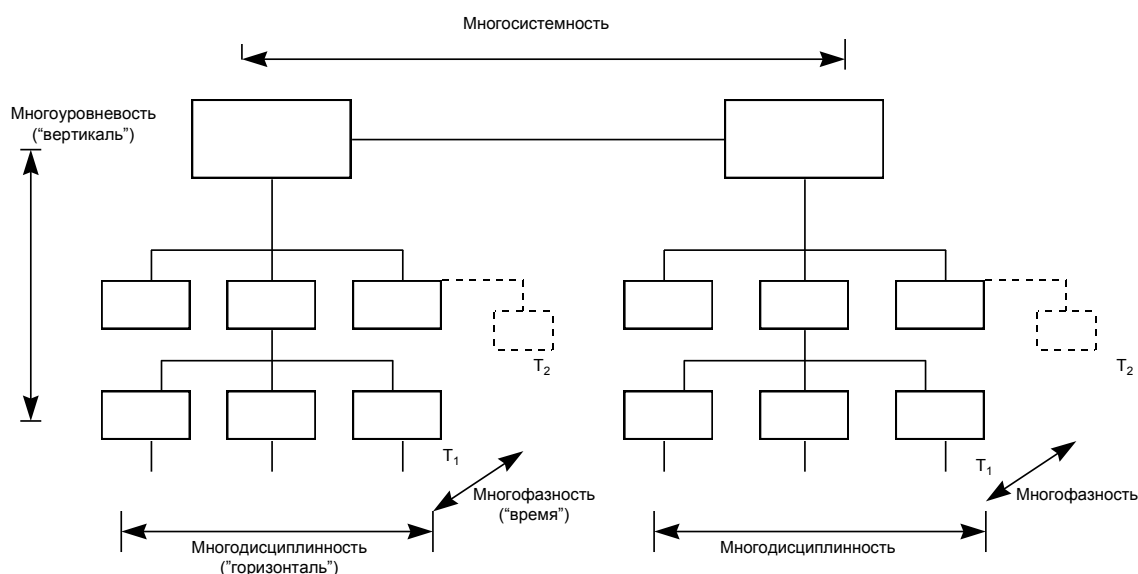 Многосистемность
Многоуровневость
(“вертикаль”)
T2
T2
T1
T1
Многофазность
(“время”)
Многофазность
Многодисциплинность
("горизонталь”)
Многодисциплинность